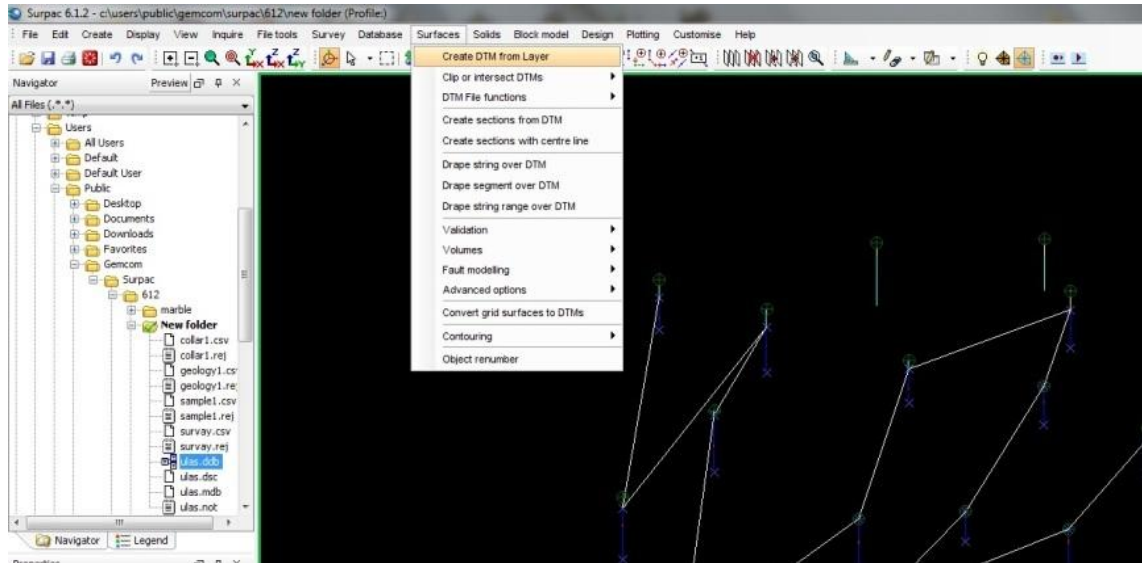 Surpac 6.1.2 - c:\users\public\gemcom\surpac\612\new folder (Profile:)
File Edit Create Display View Inquire File tools Survey Database Surfaces Solids Block model Design Plotting Customise Help
Navigator Preview
All Files {.*,*}
Users
All Users
Default
Default User
Public
Desktop
Documents
Downloads
Favorites
Gemcom
Surpac
612
marble
New folder
collar1.csv
collar1.rej
geology1.cs
geology1.re
sample1.csv
sample1.rej
survay.csv
survay.rej
ulas.ddb
ulas.dsc
ulas.mdb
ulas.not
Navigator Legend
Create DTM from Layer
Clip or intersect DTMs
DTM File functions
Create sections from DTM
Create sections with centre line
Drape string over DTM
Drape segment over DTM
Drape string range over DTM
Validation
Volumes
Fault modelling
Advanced options
Convert grid surfaces to DTMs
Contouring
Object renumber